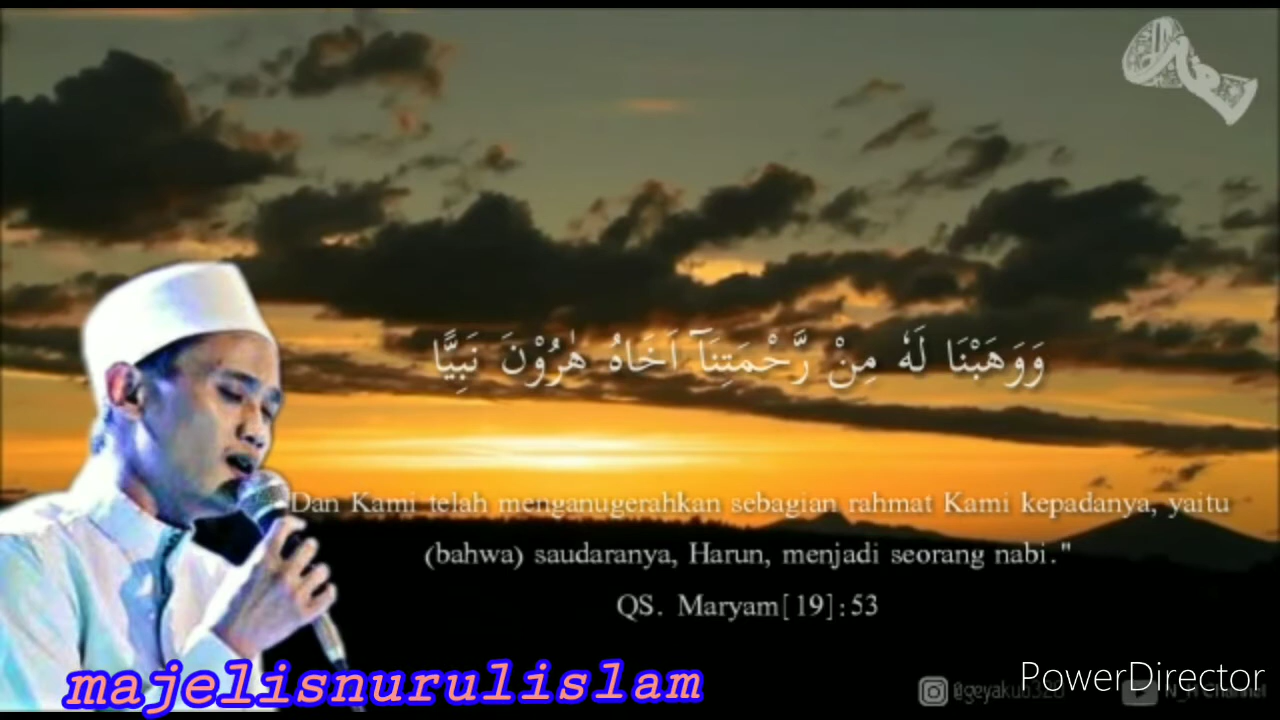 وَوَهَبْنَا لَهٗ مِنْ رَّحْمَتِنَآ اَخَاهُ هٰرُوْنَ نَبِيًّا
"Dan Kami telah menganugerahkan sebagian rahmat Kami kepadanya, yaitu
(bahwa) saudaranya, Harun, menjadi seorang nabi."
QS. Maryam[19]:53
majelisnurulislam
PowerDirector